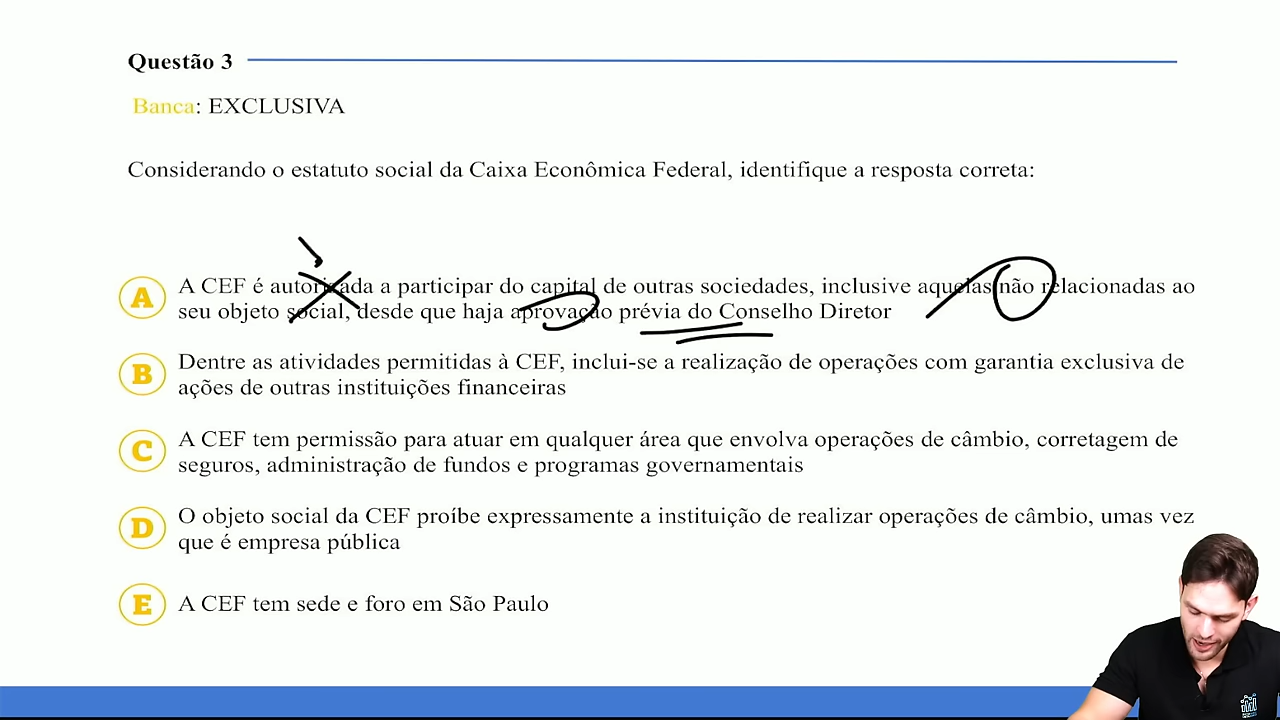 Questão 3
Banca: EXCLUSIVA
Considerando o estatuto social da Caixa Econômica Federal, identifique a resposta correta:
A A CEF é autorizada a participar do capital de outras sociedades, inclusive aquelas não relacionadas ao
seu objeto social, desde que haja aprovação prévia do Conselho Diretor
B Dentre as atividades permitidas à CEF, inclui-se a realização de operações com garantia exclusiva de
ações de outras instituições financeiras
C A CEF tem permissão para atuar em qualquer área que envolva operações de câmbio, corretagem de
seguros, administração de fundos e programas governamentais
D O objeto social da CEF proíbe expressamente a instituição de realizar operações de câmbio, umas vez
que é empresa pública
E A CEF tem sede e foro em São Paulo